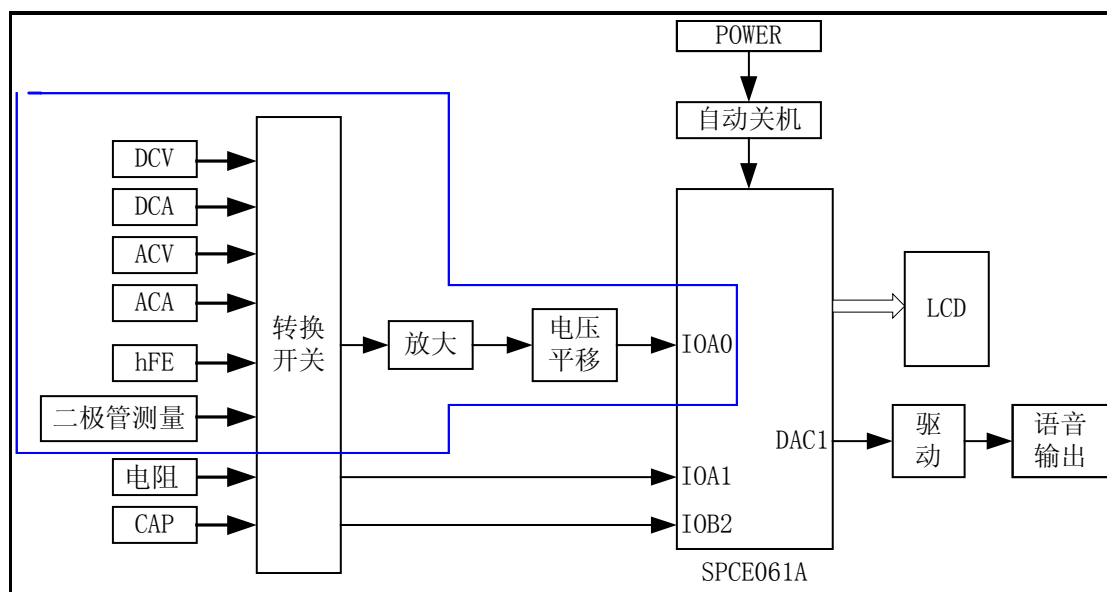 POWER
自动关机
DCV
DCA
ACV
ACA
hFE
二极管测量
电阻
CAP
转换
开关
放大
电压
平移
IOA0
DAC1
IOA1
IOB2
SPCE061A
LCD
驱
动
语音
输出